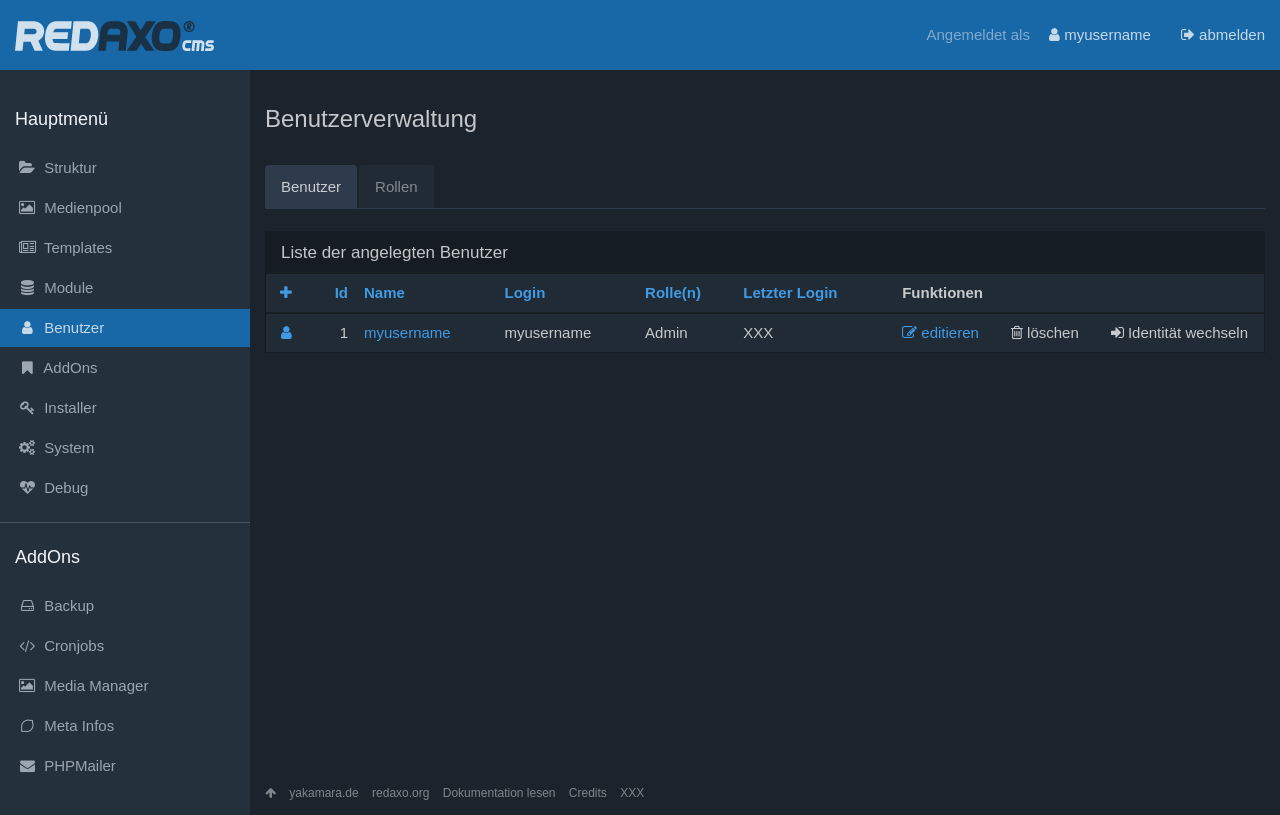 REDAXO® cms
Angemeldet als myusername abmelden
Hauptmenü
Struktur
Medienpool
Templates
Module
Benutzer
AddOns
Installer
System
Debug
AddOns
Backup
Cronjobs
Media Manager
Meta Infos
PHPMailer
Benutzerverwaltung
Benutzer Rollen
Liste der angelegten Benutzer
Id Name Login Rolle(n) Letzter Login Funktionen
1 myusername myusername Admin XXX editieren löschen Identität wechseln
yakamara.de redaxo.org Dokumentation lesen Credits XXX